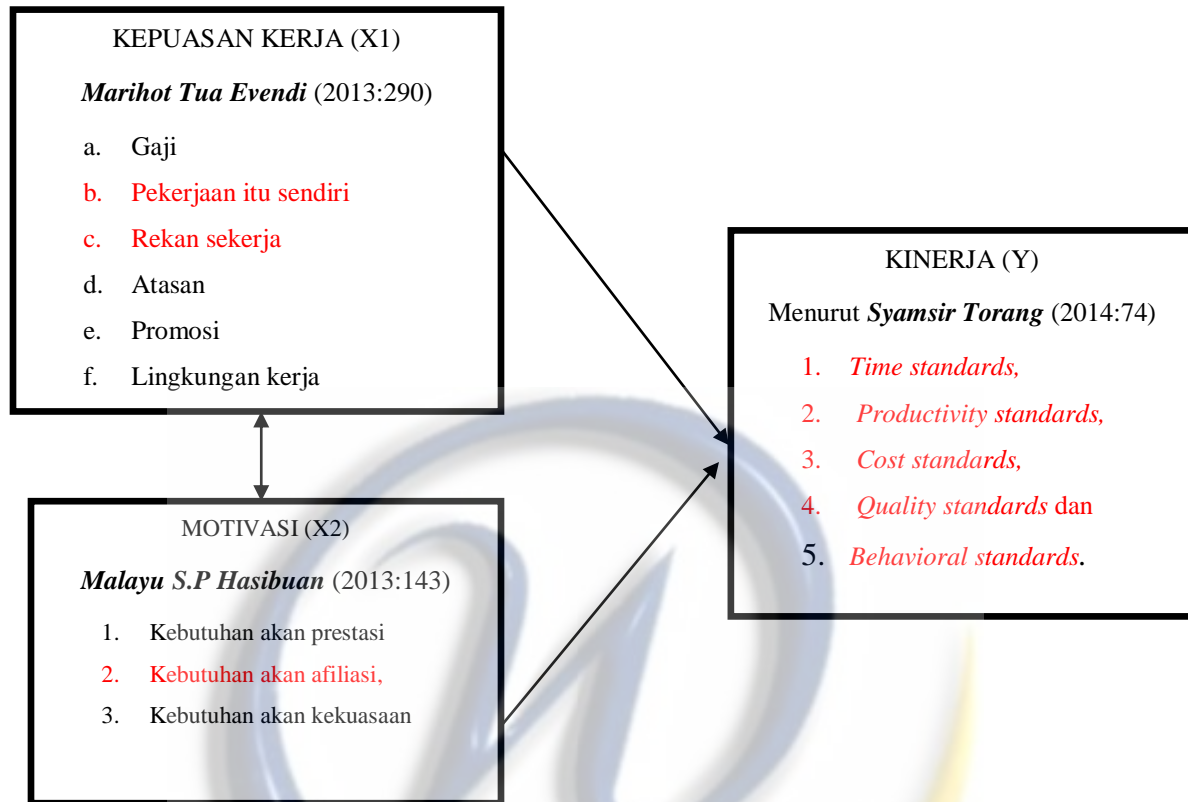 KEPUASAN KERJA (X1)
Marihot Tua Evendi (2013:290)
a. Gaji
b. Pekerjaan itu sendiri
c. Rekan sekerja
d. Atasan
e. Promosi
f. Lingkungan kerja
MOTIVASI (X2)
Malayu S.P Hasibuan (2013:143)
1. Kebutuhan akan prestasi
2. Kebutuhan akan afiliasi,
3. Kebutuhan akan kekuasaan
KINERJA (Y)
Menurut Syamsir Torang (2014:74)
1. Time standards,
2. Productivity standards,
3. Cost standards,
4. Quality standards dan
5. Behavioral standards.